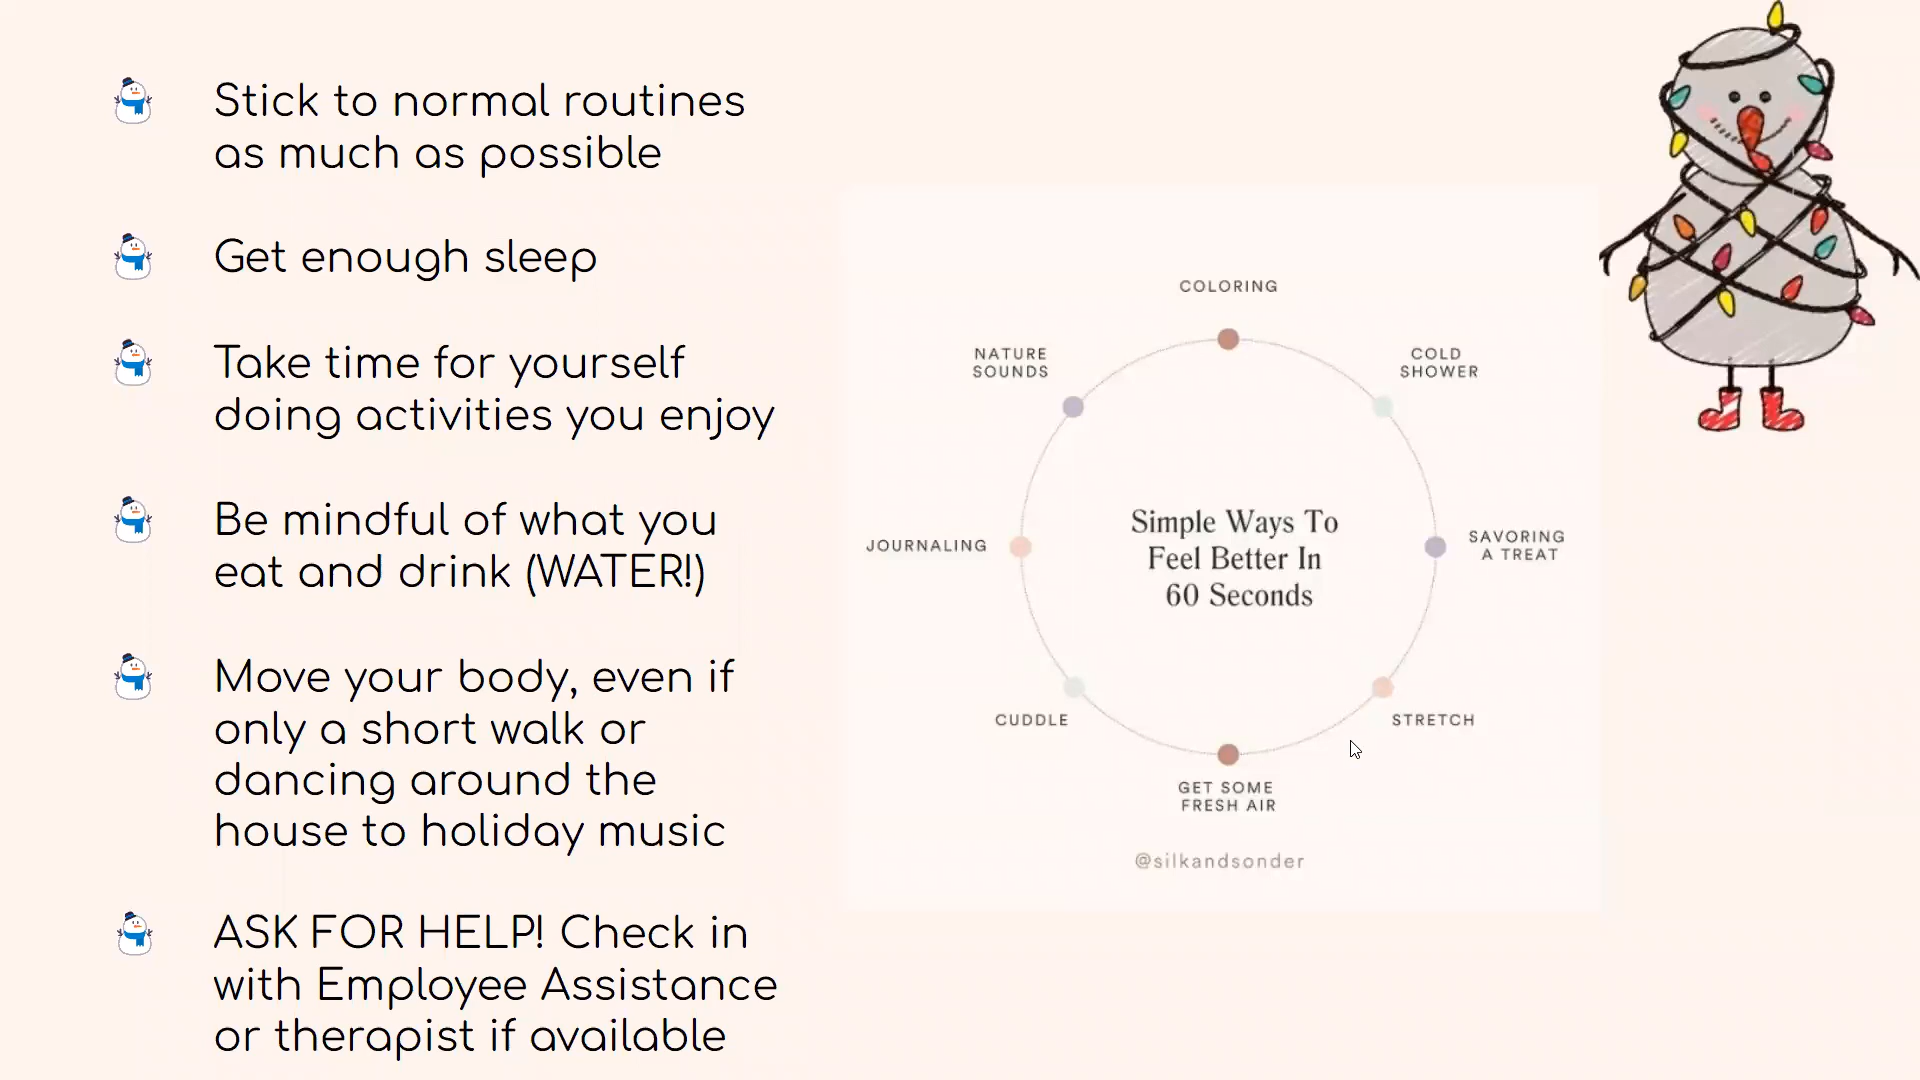 Stick to normal routines
as much as possible
Get enough sleep
Take time for yourself
doing activities you enjoy
Be mindful of what you
eat and drink (WATER!)
Move your body, even if
only a short walk or
dancing around the
house to holiday music
ASK FOR HELP! Check in
with Employee Assistance
or therapist if available
COLORING
NATURE
SOUNDS
COLD
SHOWER
JOURNALING
Simple Ways To
Feel Better In
60 Seconds
SAVORING
A TREAT
CUDDLE
STRETCH
GET SOME
FRESH AIR
@silkandsonder